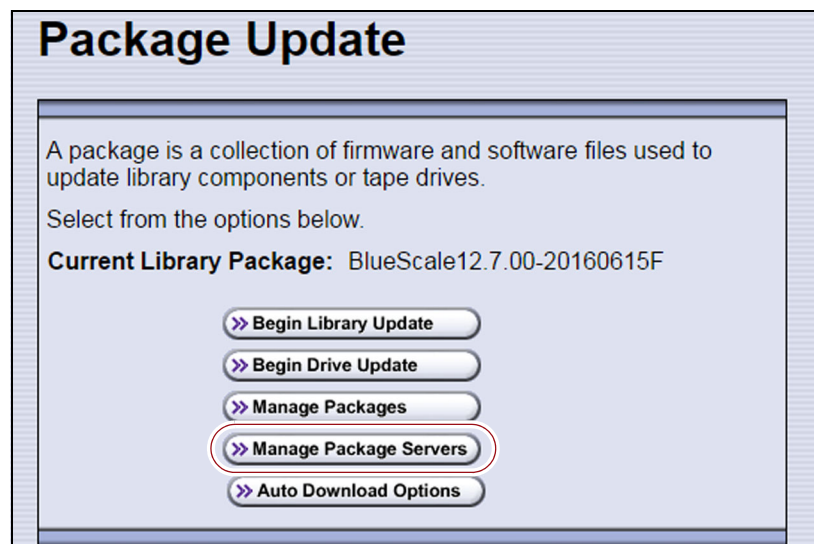 Package Update
A package is a collection of firmware and software files used to
update library components or tape drives.
Select from the options below.
Current Library Package: BlueScale12.7.00-20160615F
Begin Library Update
Begin Drive Update
Manage Packages
Manage Package Servers
Auto Download Options